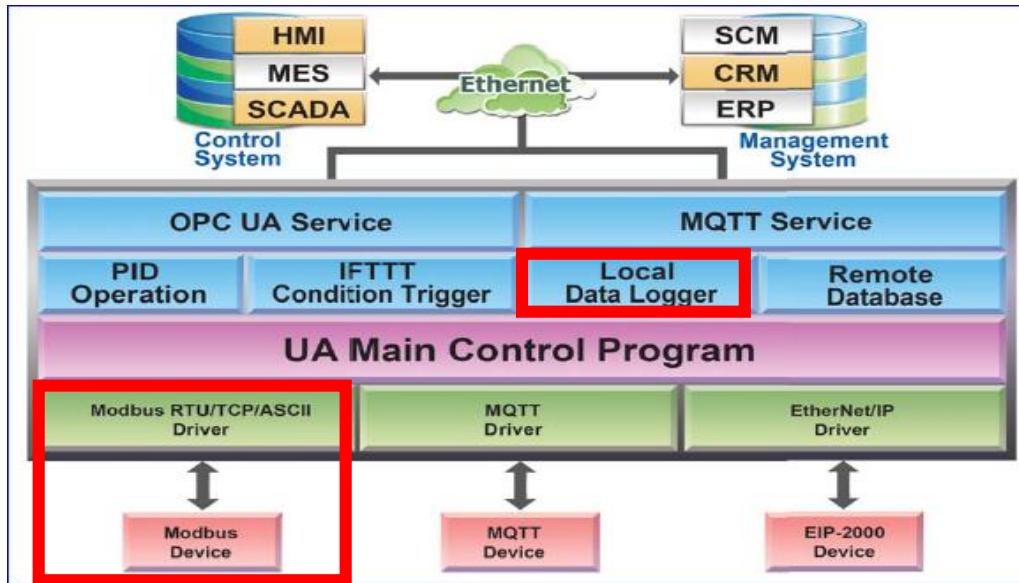 HMI
MES
SCADA
Control
System
Ethernet
SCM
CRM
ERP
Management
System
OPC UA Service
MQTT Service
PID
Operation
IFTTT
Condition Trigger
Local
Data Logger
Remote
Database
UA Main Control Program
Modbus RTU/TCP/ASCII
Driver
MQTT
Driver
EtherNet/IP
Driver
Modbus
Device
MQTT
Device
EIP-2000
Device